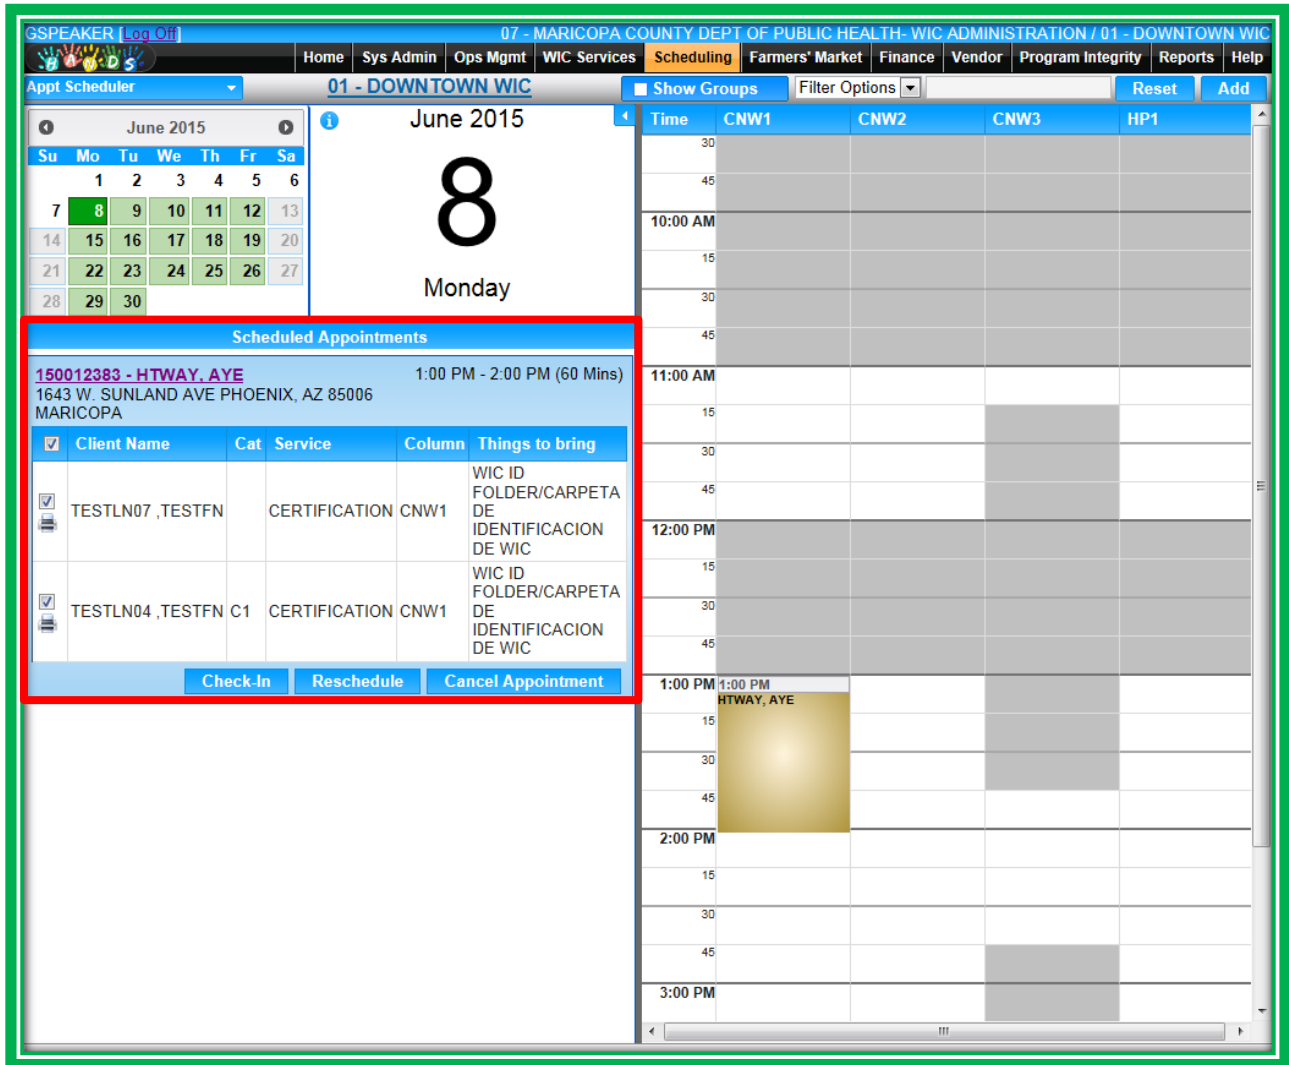 GSPEAKER [Log Off]
07 - MARICOPA COUNTY DEPT OF PUBLIC HEALTH- WIC ADMINISTRATION / 01 - DOWNTOWN WIC
HANDS
Home Sys Admin Ops Mgmt WIC Services Scheduling Farmers' Market Finance Vendor Program Integrity Reports Help
Appt Scheduler
01 - DOWNTOWN WIC
Show Groups Filter Options Reset Add
June 2015
Su Mo Tu We Th Fr Sa
1 2 3 4 5 6
7 8 9 10 11 12 13
14 15 16 17 18 19 20
21 22 23 24 25 26 27
28 29 30
June 2015
8
Monday
Scheduled Appointments
150012383 - HTWAY, AYE 1:00 PM - 2:00 PM (60 Mins)
1643 W. SUNLAND AVE PHOENIX, AZ 85006
MARICOPA
Client Name Cat Service Column Things to bring
TESTLN07 ,TESTFN CERTIFICATION CNW1
WIC ID
FOLDER/CARPETA
DE
IDENTIFICACION
DE WIC
TESTLN04 ,TESTFN C1 CERTIFICATION CNW1
WIC ID
FOLDER/CARPETA
DE
IDENTIFICACION
DE WIC
Check-In Reschedule Cancel Appointment
Time CNW1 CNW2 CNW3 HP1
30
45
10:00 AM
15
30
45
11:00 AM
15
30
45
12:00 PM
15
30
45
1:00 PM 1:00 PM
HTWAY, AYE
15
30
45
2:00 PM
15
30
45
3:00 PM